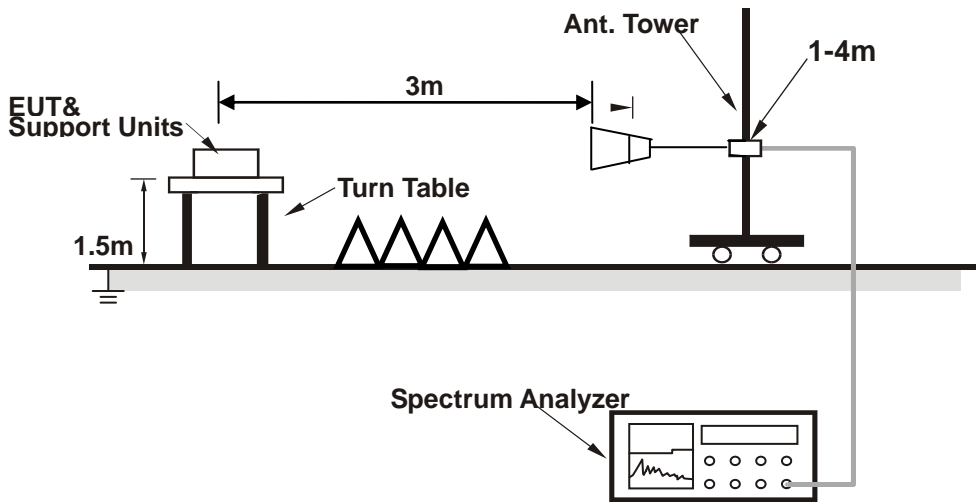 Ant. Tower
1-4m
3m
EUT&
Support Units
Turn Table
1.5m
Spectrum Analyzer